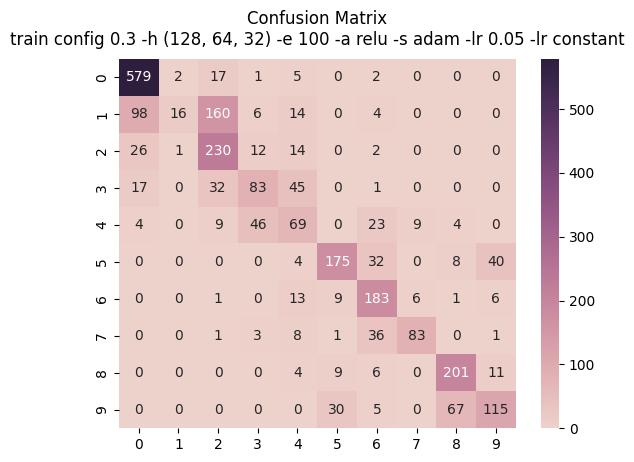 Confusion Matrix
train config 0.3 -h (128, 64, 32) -e 100 -a relu -s adam -lr 0.05 -lr constant
0 579 2 17 1 5 0 2 0 0 0
1 98 16 160 6 14 0 4 0 0 0
2 26 1 230 12 14 0 2 0 0 0
3 17 0 32 83 45 0 1 0 0 0
4 4 0 9 46 69 0 23 9 4 0
5 0 0 0 0 4 175 32 0 8 40
6 0 0 1 0 13 9 183 6 1 6
7 0 0 1 3 8 1 36 83 0 1
8 0 0 0 0 4 9 6 0 201 11
9 0 0 0 0 0 30 5 0 67 115
0 1 2 3 4 5 6 7 8 9
500
400
300
200
100
0